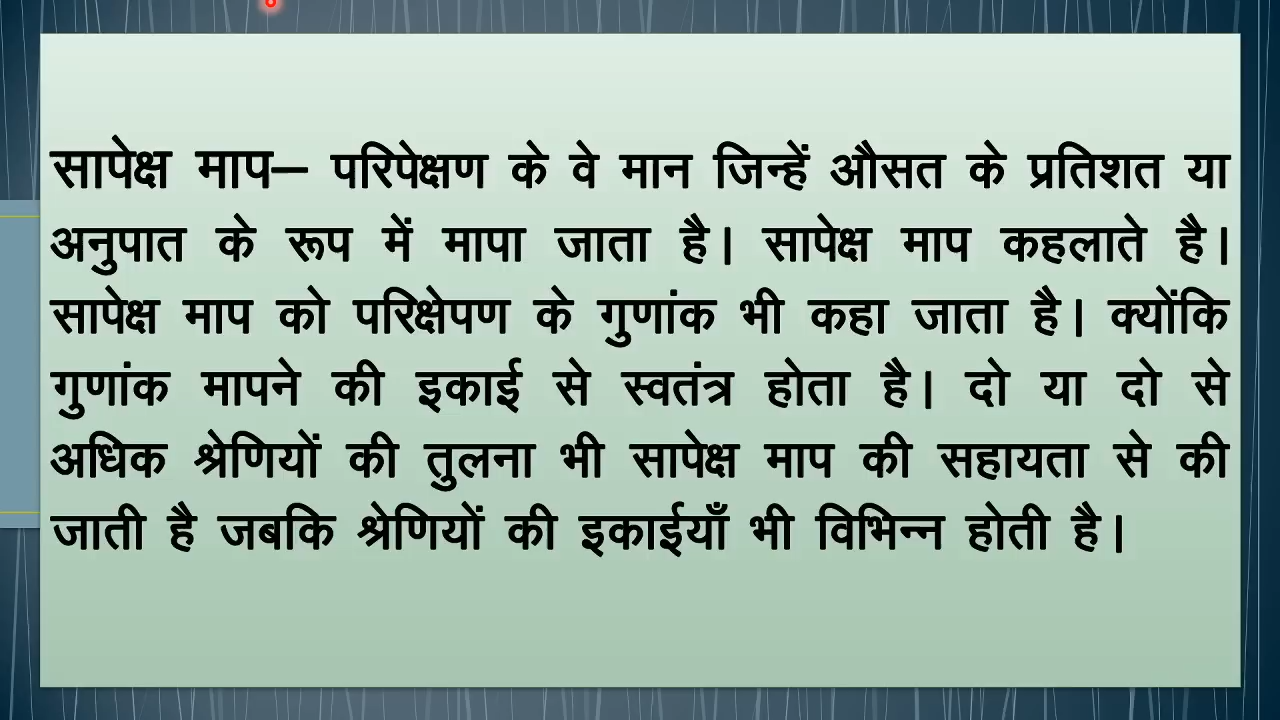 सापेक्ष माप– परिपेक्षण के वे मान जिन्हें औसत के प्रतिशत या
अनुपात के रूप में मापा जाता है। सापेक्ष माप कहलाते है।
सापेक्ष माप को परिक्षेपण के गुणांक भी कहा जाता है। क्योंकि
गुणांक मापने की इकाई से स्वतंत्र होता है। दो या दो से
अधिक श्रेणियों की तुलना भी सापेक्ष माप की सहायता से की
जाती है जबकि श्रेणियों की इकाईयाँ भी विभिन्न होती है।